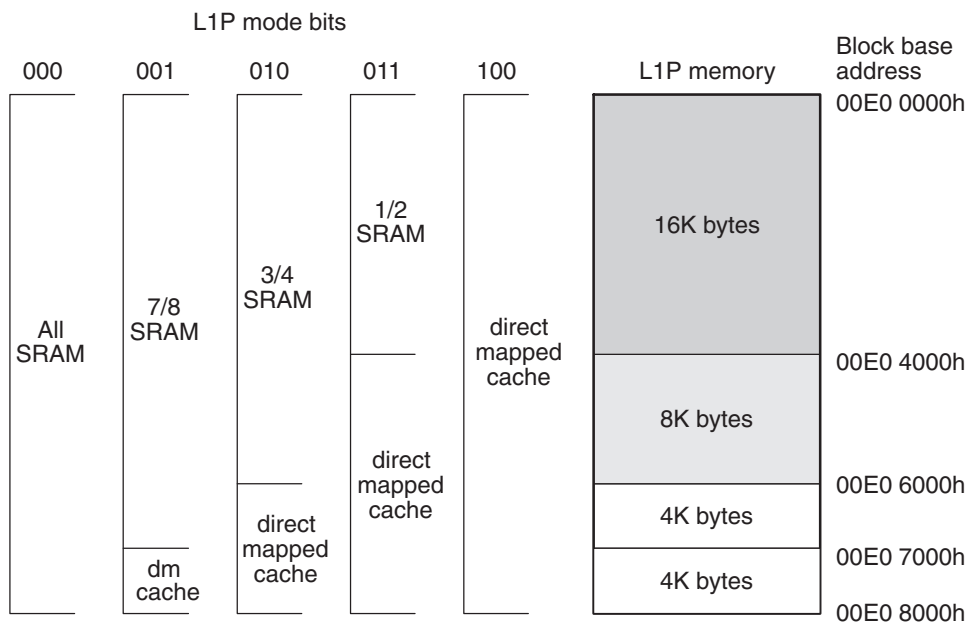 L1P mode bits
000 001 010 011 100 L1P memory Block base
address
00E0 0000h
1/2
SRAM
16K bytes
3/4
SRAM
7/8
SRAM
All
SRAM
direct
mapped
cache
00E0 4000h
8K bytes
direct
mapped
cache
00E0 6000h
4K bytes
direct
mapped
cache
00E0 7000h
dm
cache
4K bytes
00E0 8000h